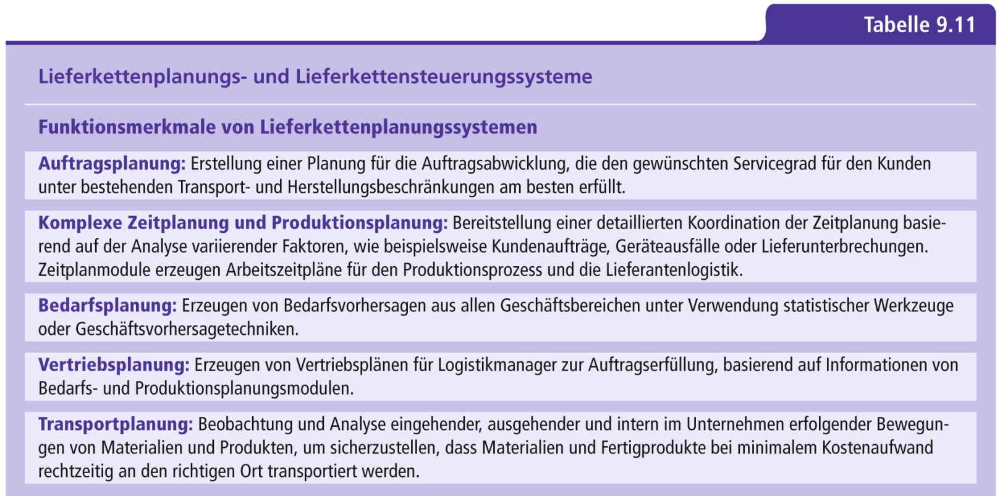 Tabelle 9.11
Lieferkettenplanungs- und Lieferkettensteuerungssysteme
Funktionsmerkmale von Lieferkettenplanungssystemen
Auftragsplanung: Erstellung einer Planung für die Auftragsabwicklung, die den gewünschten Servicegrad für den Kunden
unter bestehenden Transport- und Herstellungsbeschränkungen am besten erfüllt.
Komplexe Zeitplanung und Produktionsplanung: Bereitstellung einer detaillierten Koordination der Zeitplanung basie-
rend auf der Analyse variierender Faktoren, wie beispielsweise Kundenaufträge, Geräteausfälle oder Lieferunterbrechungen.
Zeitplanmodule erzeugen Arbeitszeitpläne für den Produktionsprozess und die Lieferantenlogistik.
Bedarfsplanung: Erzeugen von Bedarfsvorhersagen aus allen Geschäftsbereichen unter Verwendung statistischer Werkzeuge
oder Geschäftsvorhersagetechniken.
Vertriebsplanung: Erzeugen von Vertriebsplänen für Logistikmanager zur Auftragserfüllung, basierend auf Informationen von
Bedarfs- und Produktionsplanungsmodulen.
Transportplanung: Beobachtung und Analyse eingehender, ausgehender und intern im Unternehmen erfolgender Bewegun-
gen von Materialien und Produkten, um sicherzustellen, dass Materialien und Fertigprodukte bei minimalem Kostenaufwand
rechtzeitig an den richtigen Ort transportiert werden.